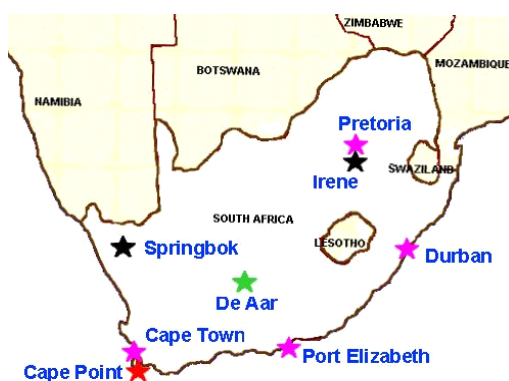 ZIMBABWE
MOZAMBIQUE
BOTSWANA
NAMIBIA
Pretoria
SWAZILAND
Irene
SOUTH AFRICA
LESOTHO
Springbok
Durban
De Aar
Cape Town
Port Elizabeth
Cape Point